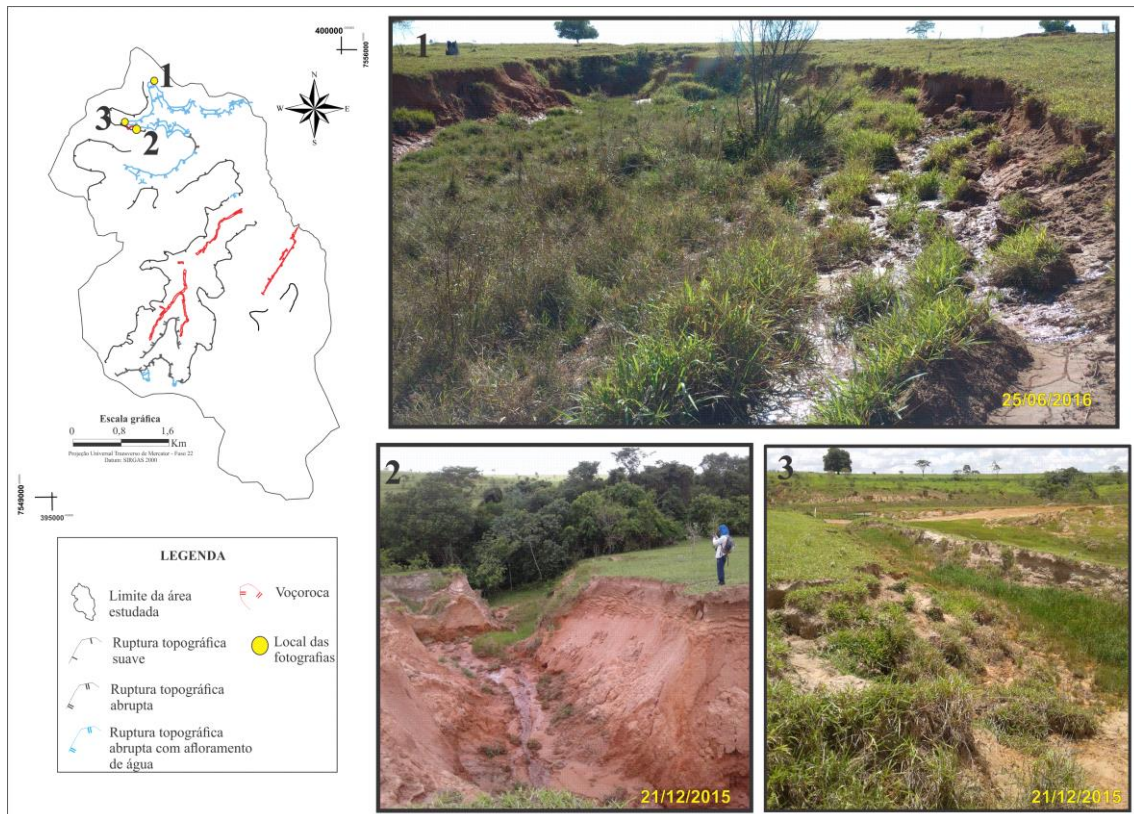 400000
7556000
1
3
2
N
W
E
S
Escala gráfica
0
0,8
1,6
Km
Projeção Universal Transverso de Mercator - Fuso 22
Datum: SIRGAS 2000
7549000
395000
LEGENDA
Limite da área
estudada
Ruptura topográfica
suave
Ruptura topográfica
abrupta
Ruptura topográfica
abrupta com afloramento
de água
Voçoroca
Local das
fotografias
1
25/06/2016
2
21/12/2015
3
21/12/2015